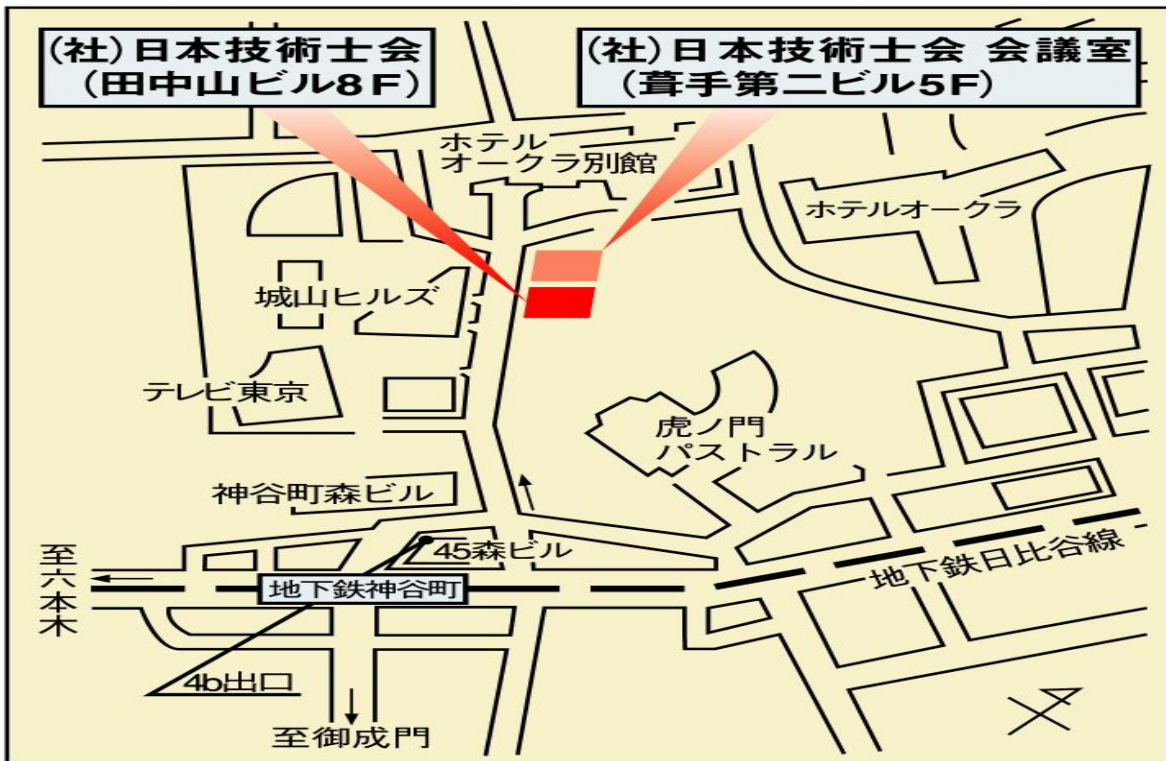 (社)日本技術士会
(田中山ビル8F)
(社)日本技術士会 会議室
(葺手第二ビル5F)
ホテル
オークラ別館
ホテルオークラ
城山ヒルズ
テレビ東京
虎ノ門
パストラル
神谷町森ビル
45森ビル
至六本木
地下鉄神谷町
地下鉄日比谷線
4b出口
至御成門